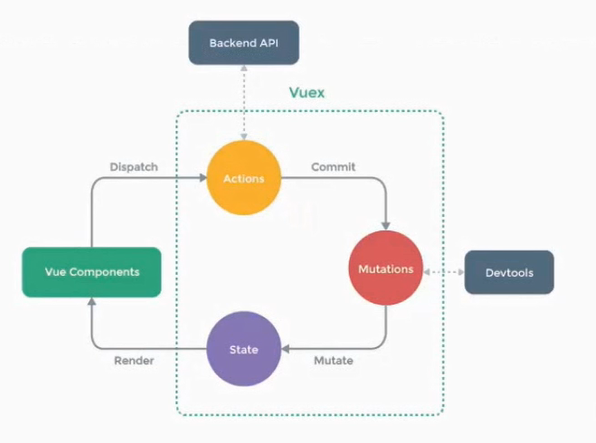 Backend API
Vuex
Dispatch
Actions
Commit
Vue Components
Mutations
Devtools
State
Render
Mutate